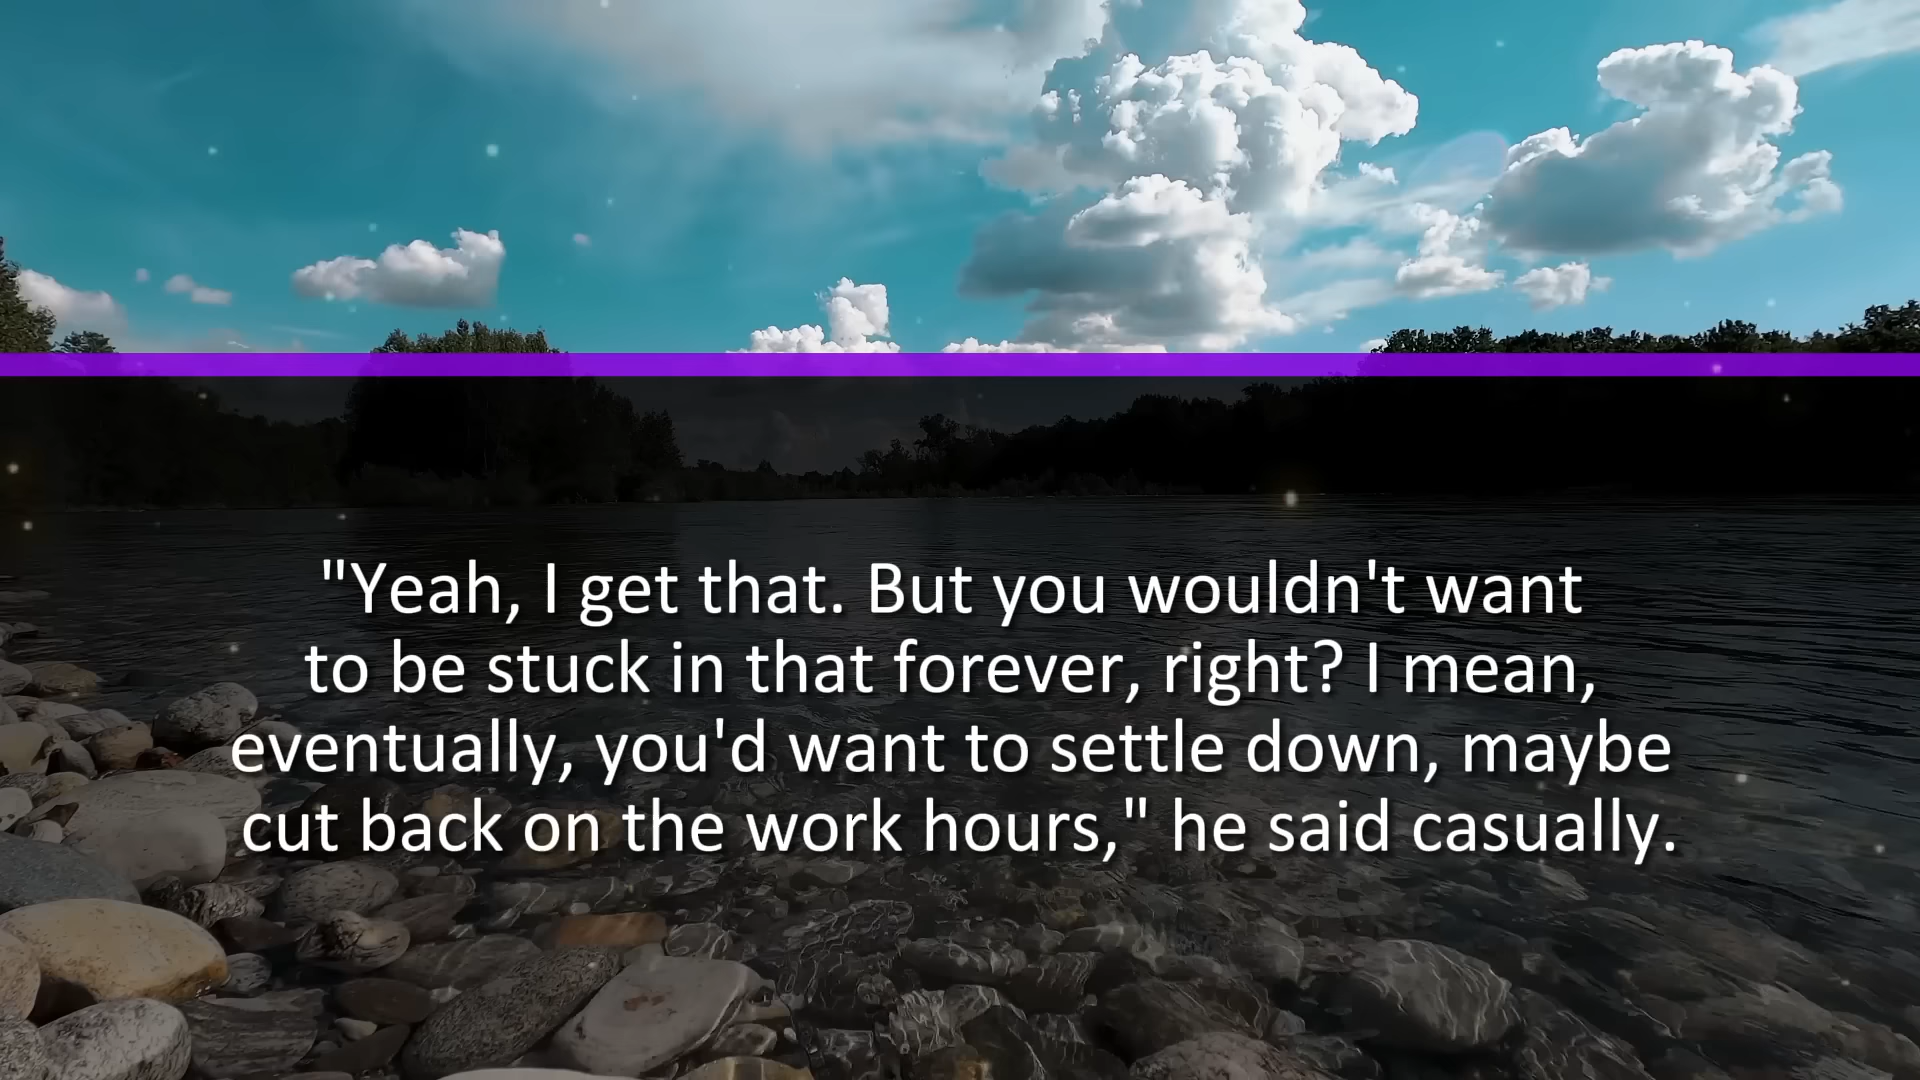 "Yeah, I get that. But you wouldn't want
to be stuck in that forever, right? I mean,
eventually, you'd want to settle down, maybe
cut back on the work hours," he said casually.